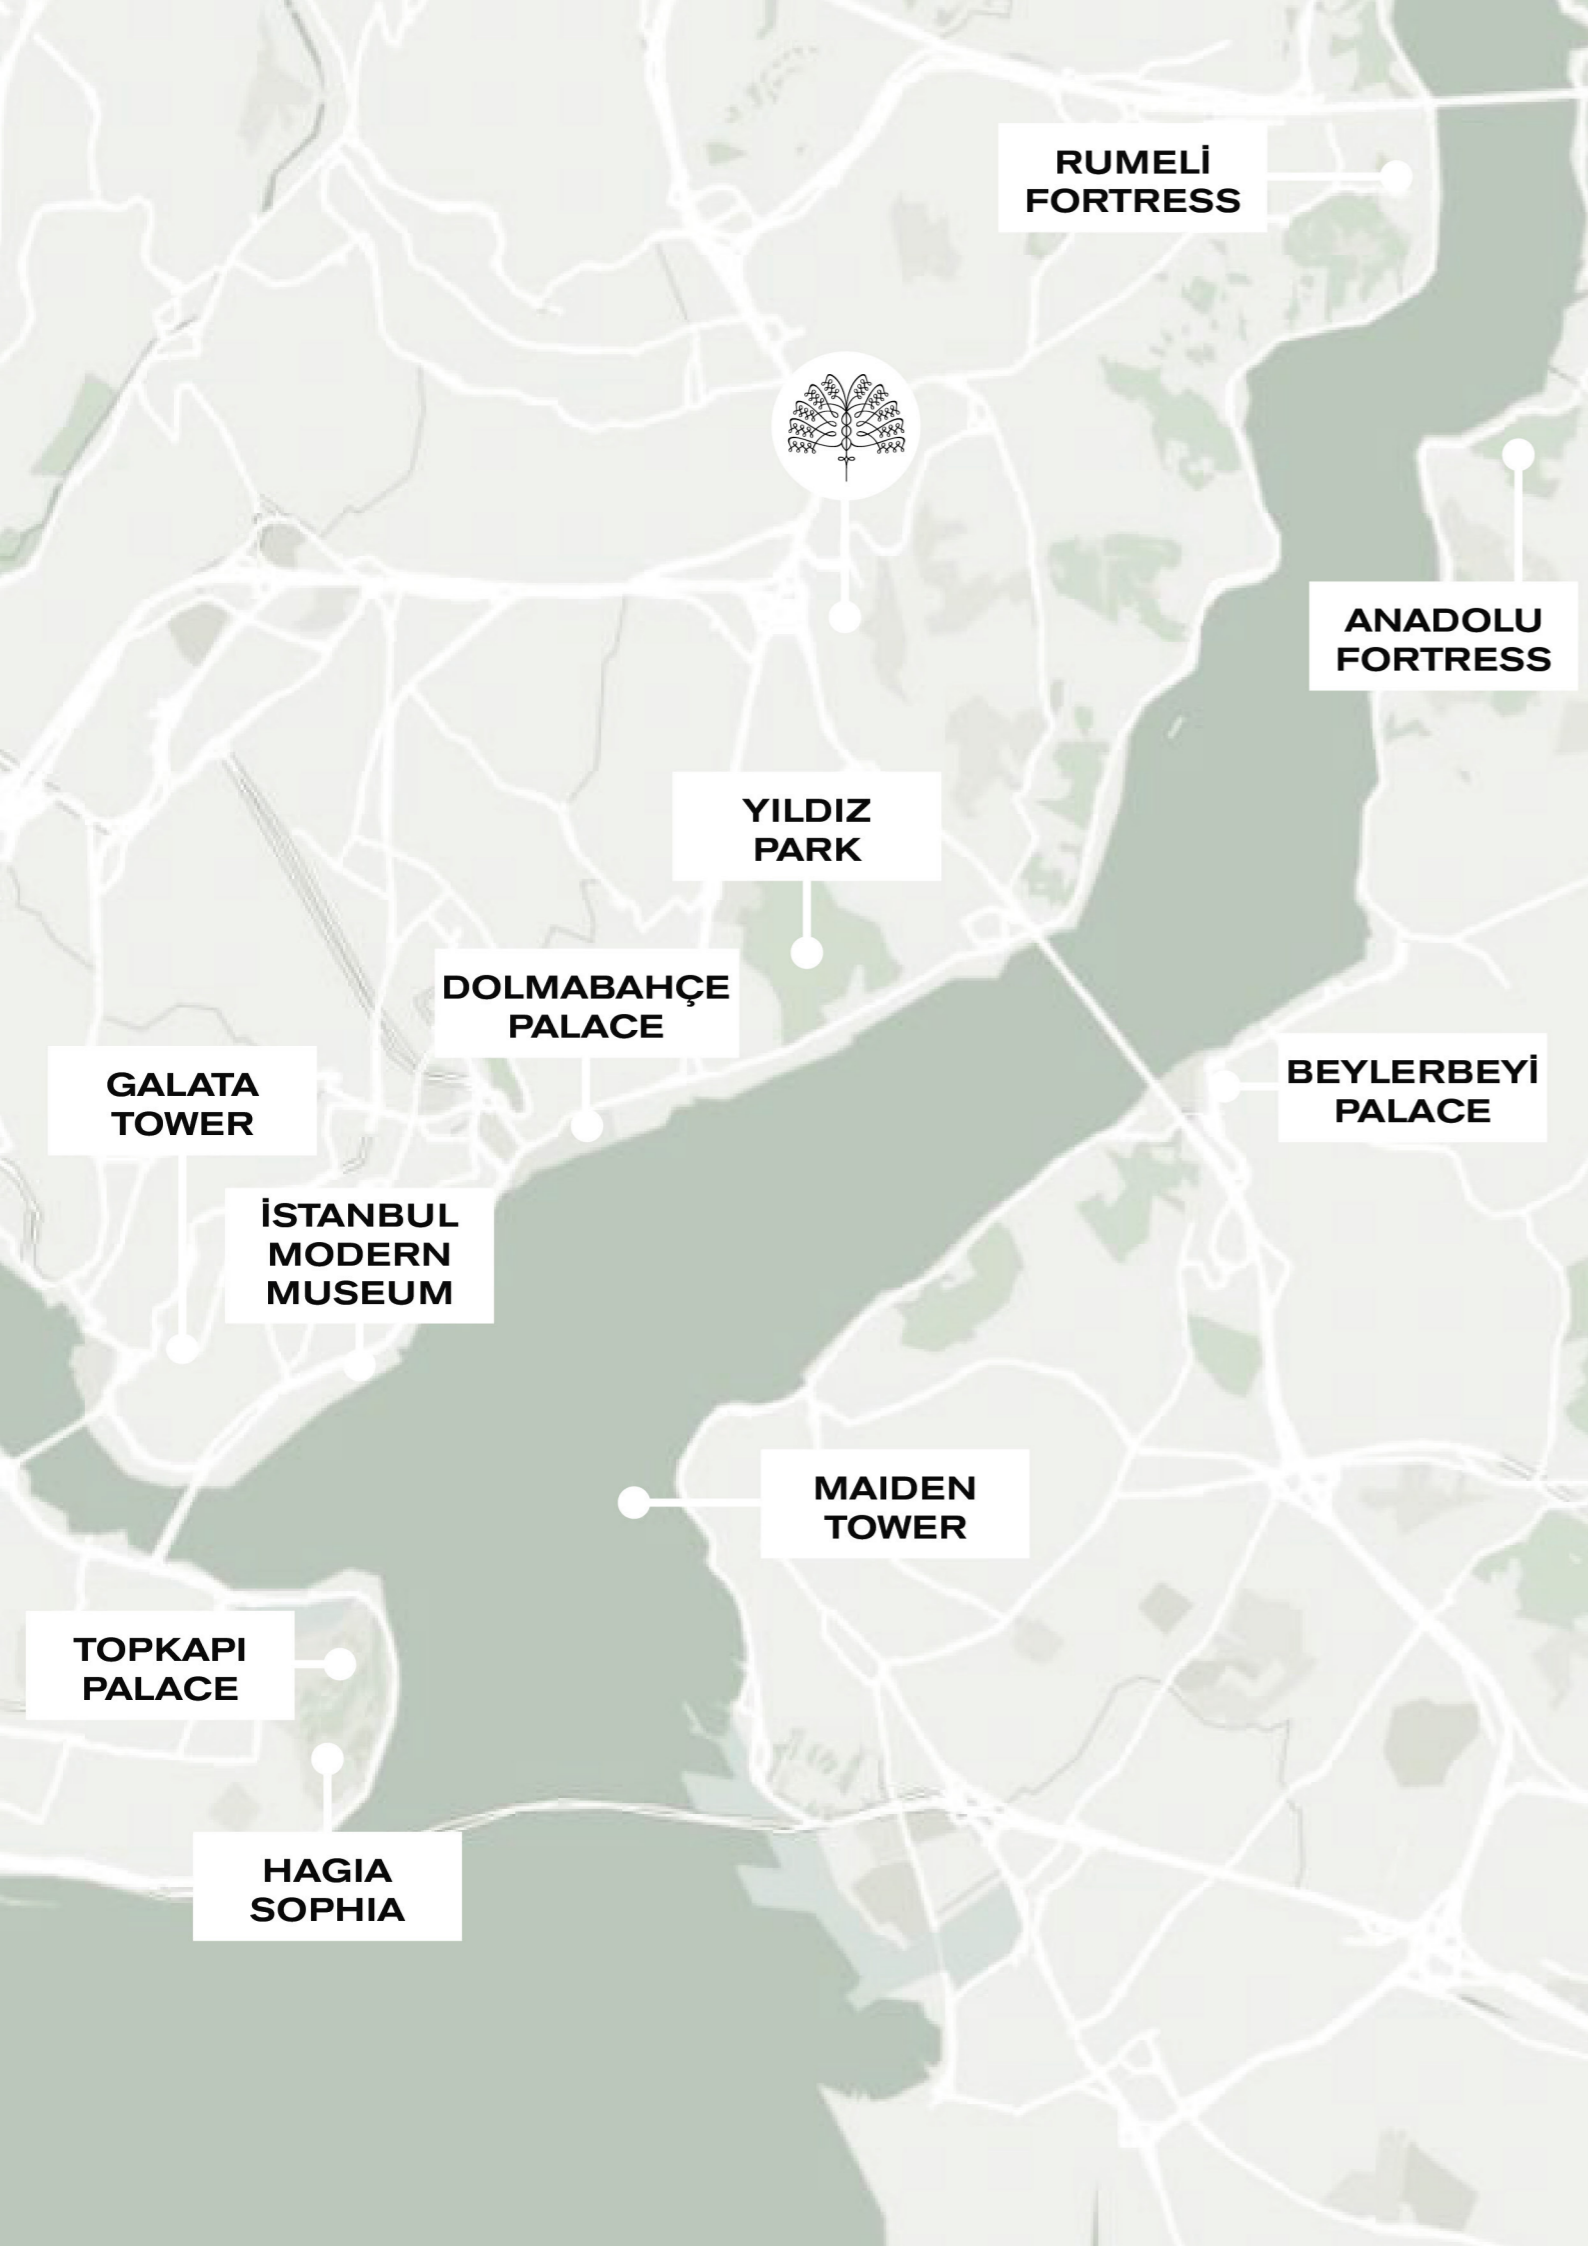 RUMELİ
FORTRESS
ANADOLU
FORTRESS
YILDIZ
PARK
DOLMABAHÇE
PALACE
GALATA
TOWER
BEYLERBEYİ
PALACE
İSTANBUL
MODERN
MUSEUM
MAIDEN
TOWER
TOPKAPI
PALACE
HAGIA
SOPHIA